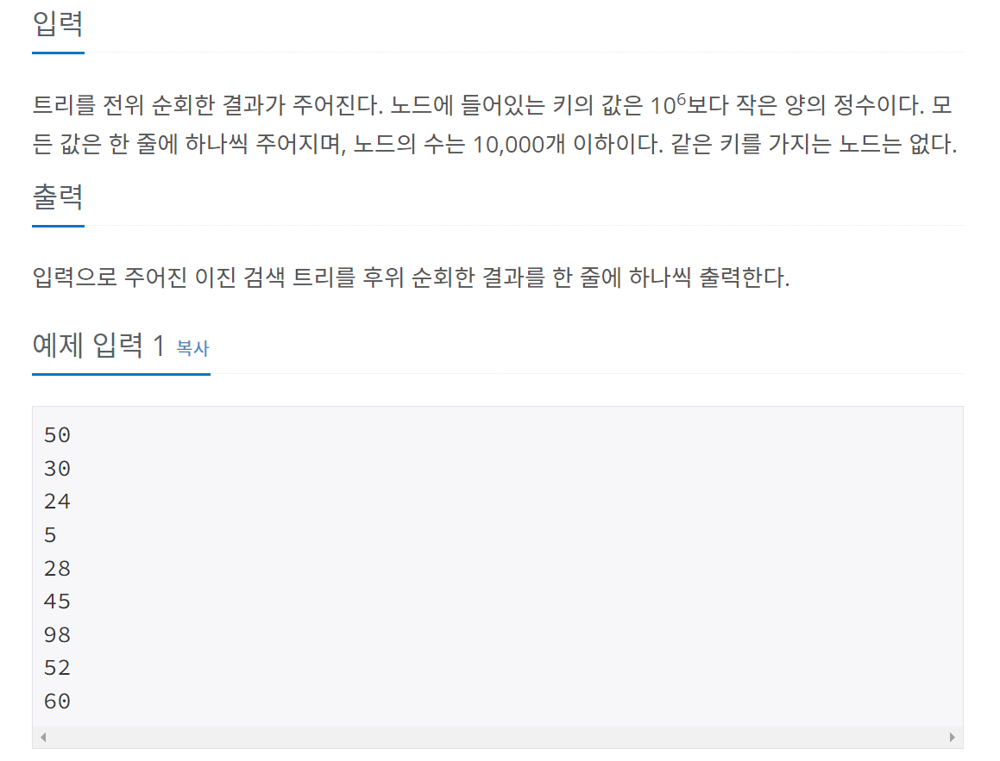 입력
트리를 전위 순회한 결과가 주어진다. 노드에 들어있는 키의 값은 10⁶보다 작은 양의 정수이다. 모
든 값은 한 줄에 하나씩 주어지며, 노드의 수는 10,000개 이하이다. 같은 키를 가지는 노드는 없다.
출력
입력으로 주어진 이진 검색 트리를 후위 순회한 결과를 한 줄에 하나씩 출력한다.
예제 입력 1 복사
50
30
24
5
28
45
98
52
60